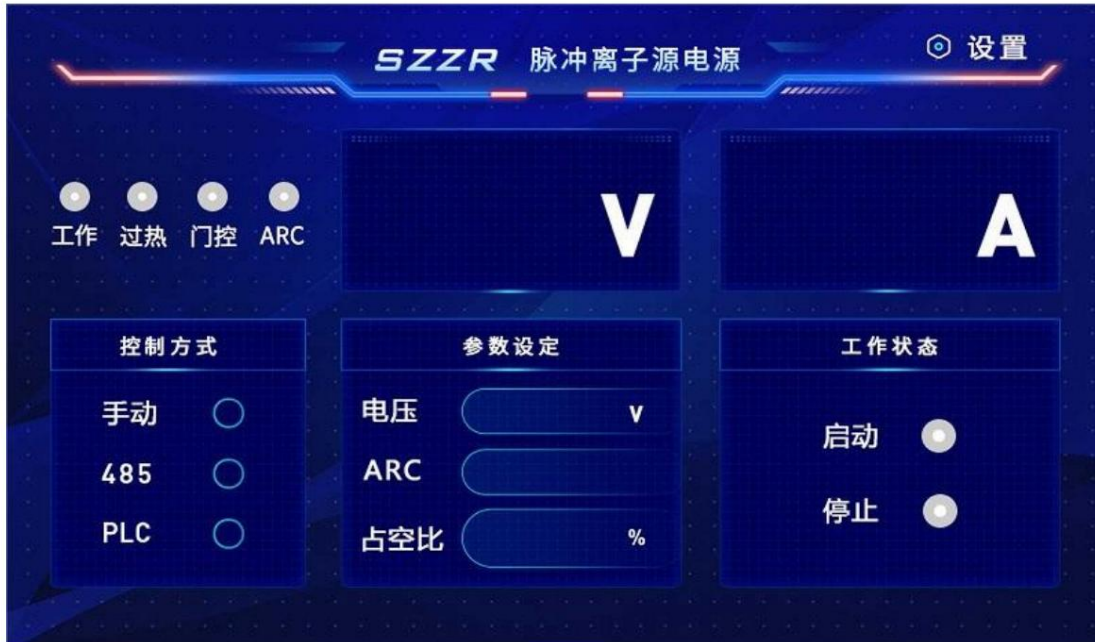 SZZR 脉冲离子源电源
设置
V
A
工作 过热 门控 ARC
控制方式
手动
485
PLC
参数设定
电压 V
ARC
占空比 %
工作状态
启动
停止